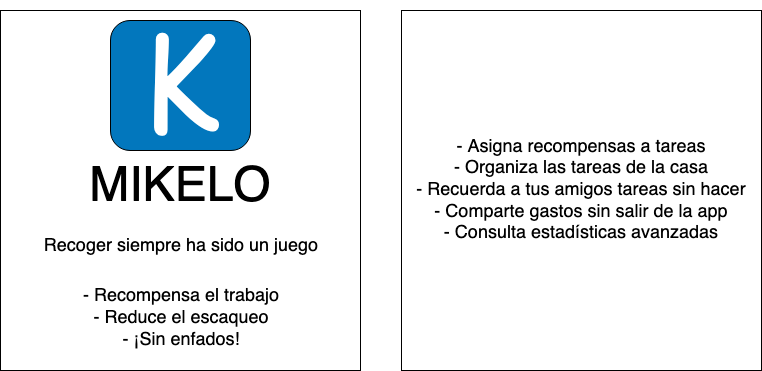 K
MIKELO
Recoger siempre ha sido un juego
- Recompensa el trabajo
- Reduce el escaqueo
- ¡Sin enfados!
- Asigna recompensas a tareas
- Organiza las tareas de la casa
- Recuerda a tus amigos tareas sin hacer
- Comparte gastos sin salir de la app
- Consulta estadísticas avanzadas